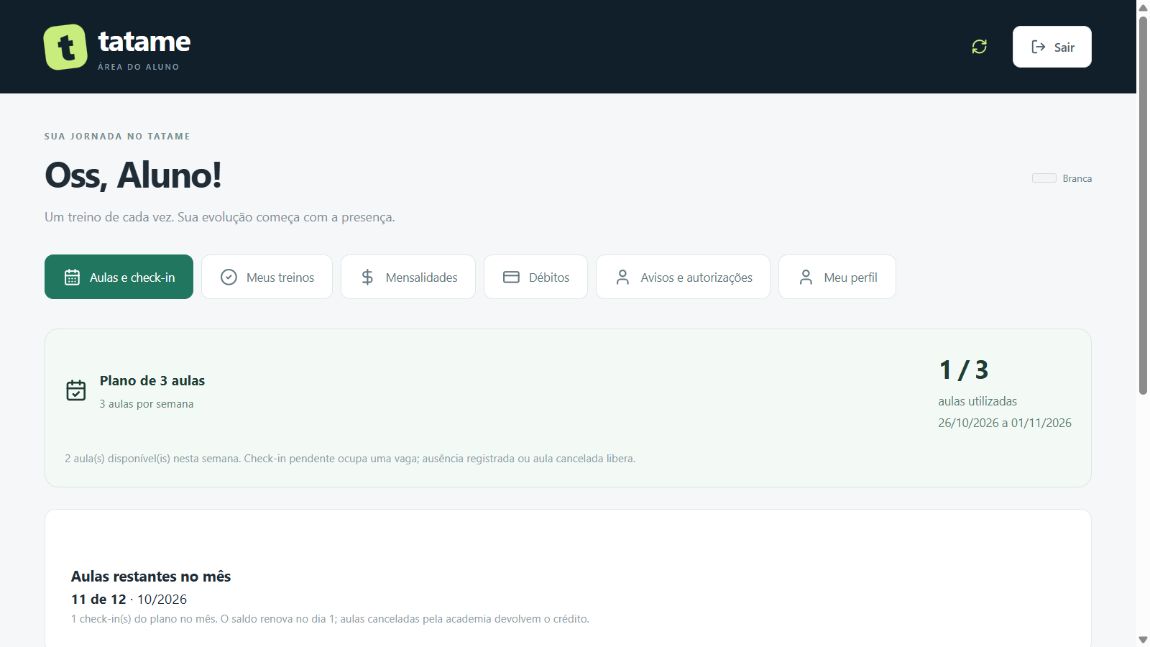 t tatame
ÁREA DO ALUNO
Sair
SUA JORNADA NO TATAME
Oss, Aluno!
Branca
Um treino de cada vez. Sua evolução começa com a presença.
Aulas e check-in
Meus treinos
Mensalidades
Débitos
Avisos e autorizações
Meu perfil
Plano de 3 aulas
3 aulas por semana
1 / 3
aulas utilizadas
26/10/2026 a 01/11/2026
2 aula(s) disponível(is) nesta semana. Check-in pendente ocupa uma vaga; ausência registrada ou aula cancelada libera.
Aulas restantes no mês
11 de 12 · 10/2026
1 check-in(s) do plano no mês. O saldo renova no dia 1; aulas canceladas pela academia devolvem o crédito.